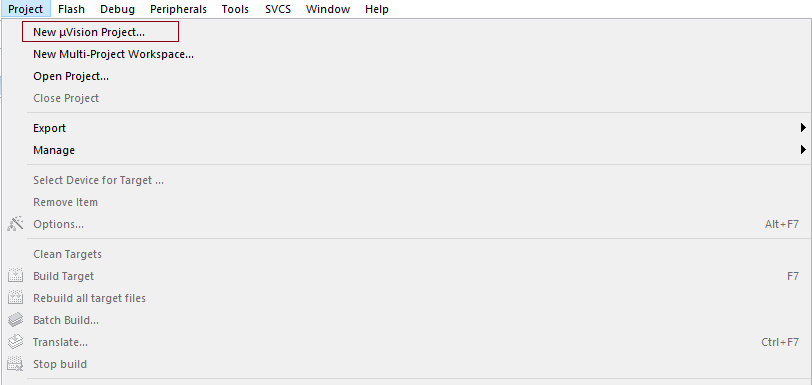 Project Flash Debug Peripherals Tools SVCS Window Help
New µVision Project...
New Multi-Project Workspace...
Open Project...
Close Project
Export
Manage
Select Device for Target ...
Remove Item
Options... Alt+F7
Clean Targets
Build Target F7
Rebuild all target files
Batch Build...
Translate... Ctrl+F7
Stop build